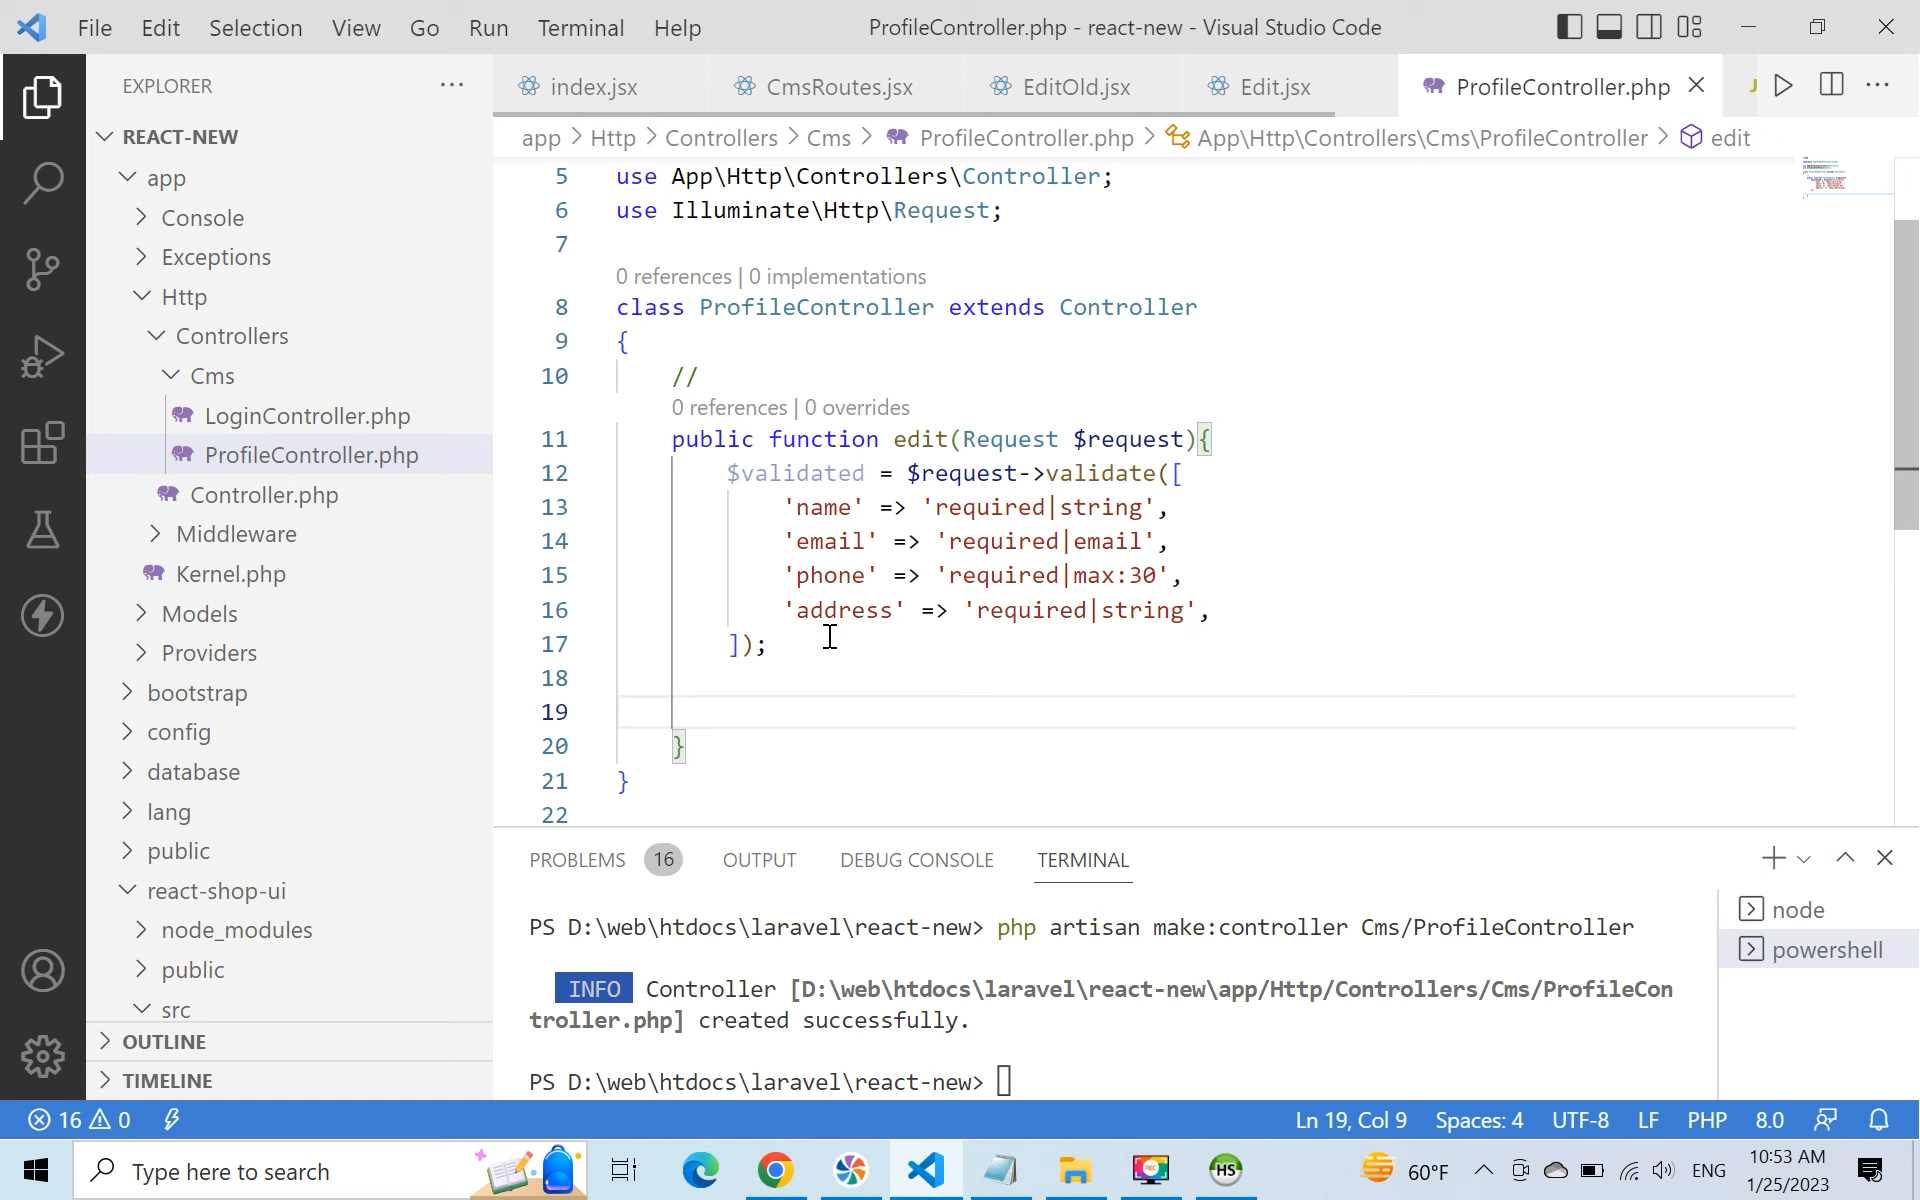 File Edit Selection View Go Run Terminal Help
ProfileController.php - react-new - Visual Studio Code
EXPLORER
REACT-NEW
app
Console
Exceptions
Http
Controllers
Cms
LoginController.php
ProfileController.php
Controller.php
Middleware
Kernel.php
Models
Providers
bootstrap
config
database
lang
public
react-shop-ui
node_modules
public
src
OUTLINE
TIMELINE
index.jsx CmsRoutes.jsx EditOld.jsx Edit.jsx ProfileController.php
app > Http > Controllers > Cms > ProfileController.php > App\Http\Controllers\Cms\ProfileController > edit
5 use App\Http\Controllers\Controller;
6 use Illuminate\Http\Request;
7
0 references | 0 implementations
8 class ProfileController extends Controller
9 {
10 //
0 references | 0 overrides
11 public function edit(Request $request){
12 $validated = $request->validate([
13 'name' => 'required|string',
14 'email' => 'required|email',
15 'phone' => 'required|max:30',
16 'address' => 'required|string',
17 ]);
18
19
20 }
21 }
22
PROBLEMS 16 OUTPUT DEBUG CONSOLE TERMINAL
PS D:\web\htdocs\laravel\react-new> php artisan make:controller Cms/ProfileController
INFO Controller [D:\web\htdocs\laravel\react-new\app/Http/Controllers/Cms/ProfileCon
troller.php] created successfully.
PS D:\web\htdocs\laravel\react-new>
node
powershell
16 0
Ln 19, Col 9 Spaces: 4 UTF-8 LF PHP 8.0
Type here to search
HS
60°F
ENG
10:53 AM
1/25/2023